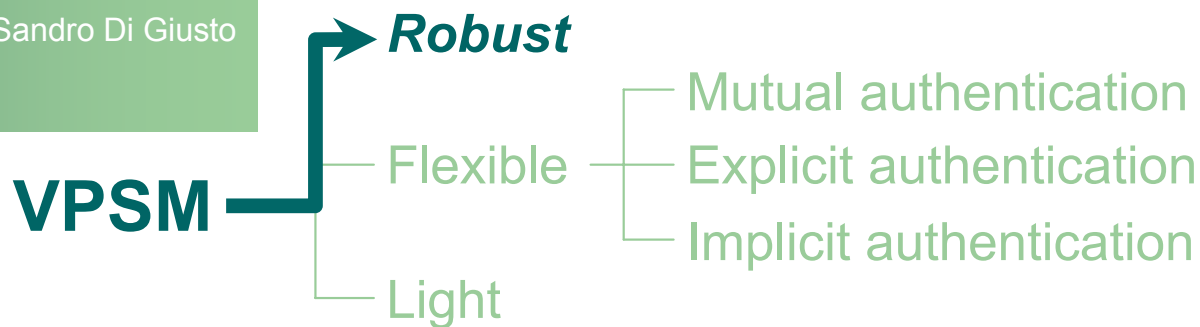 Sandro Di Giusto
Robust
Mutual authentication
Flexible
Explicit authentication
VPSM
Implicit authentication
Light